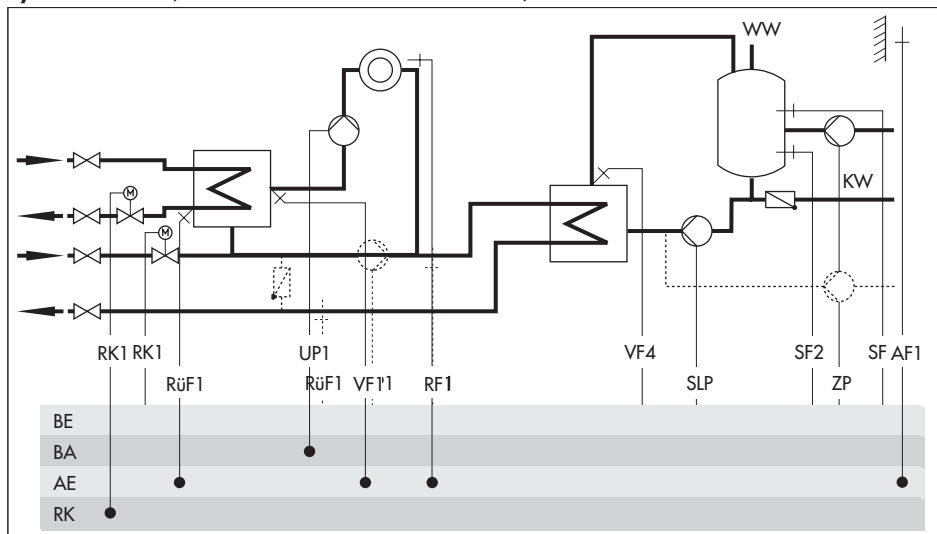 WW
KW
M
M
RK1 RK1 UP1 VF4 SF2 SF AF1
RüF1 RüF1 VF1 RF1 SLP ZP
BE
BA
AE
RK